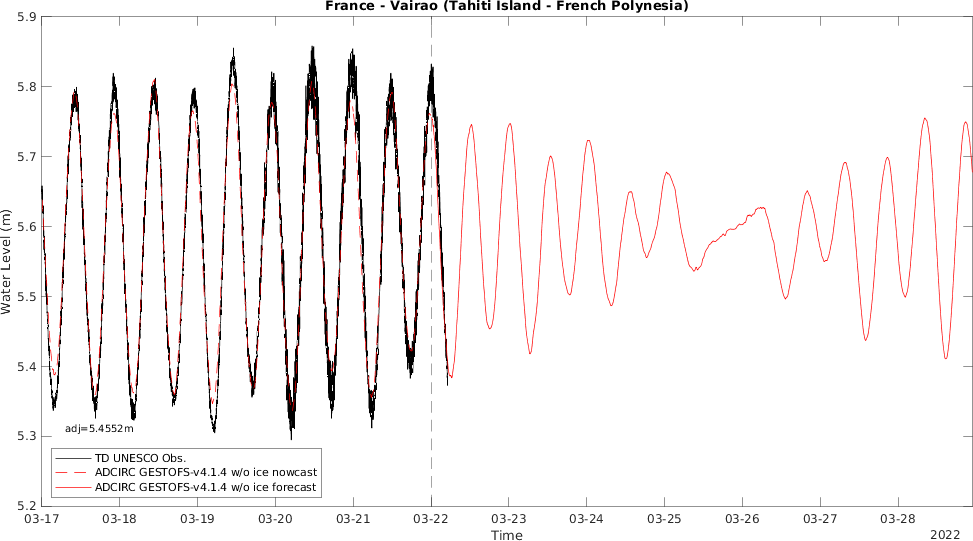 France - Vairao (Tahiti Island - French Polynesia)
5.9
5.8
5.7
5.6
5.5
5.4
5.3
5.2
Water Level (m)
adj=5.4552m
TD UNESCO Obs.
ADCIRC GESTOFS-v4.1.4 w/o ice nowcast
ADCIRC GESTOFS-v4.1.4 w/o ice forecast
03-17 03-18 03-19 03-20 03-21 03-22 03-23 03-24 03-25 03-26 03-27 03-28
Time
2022